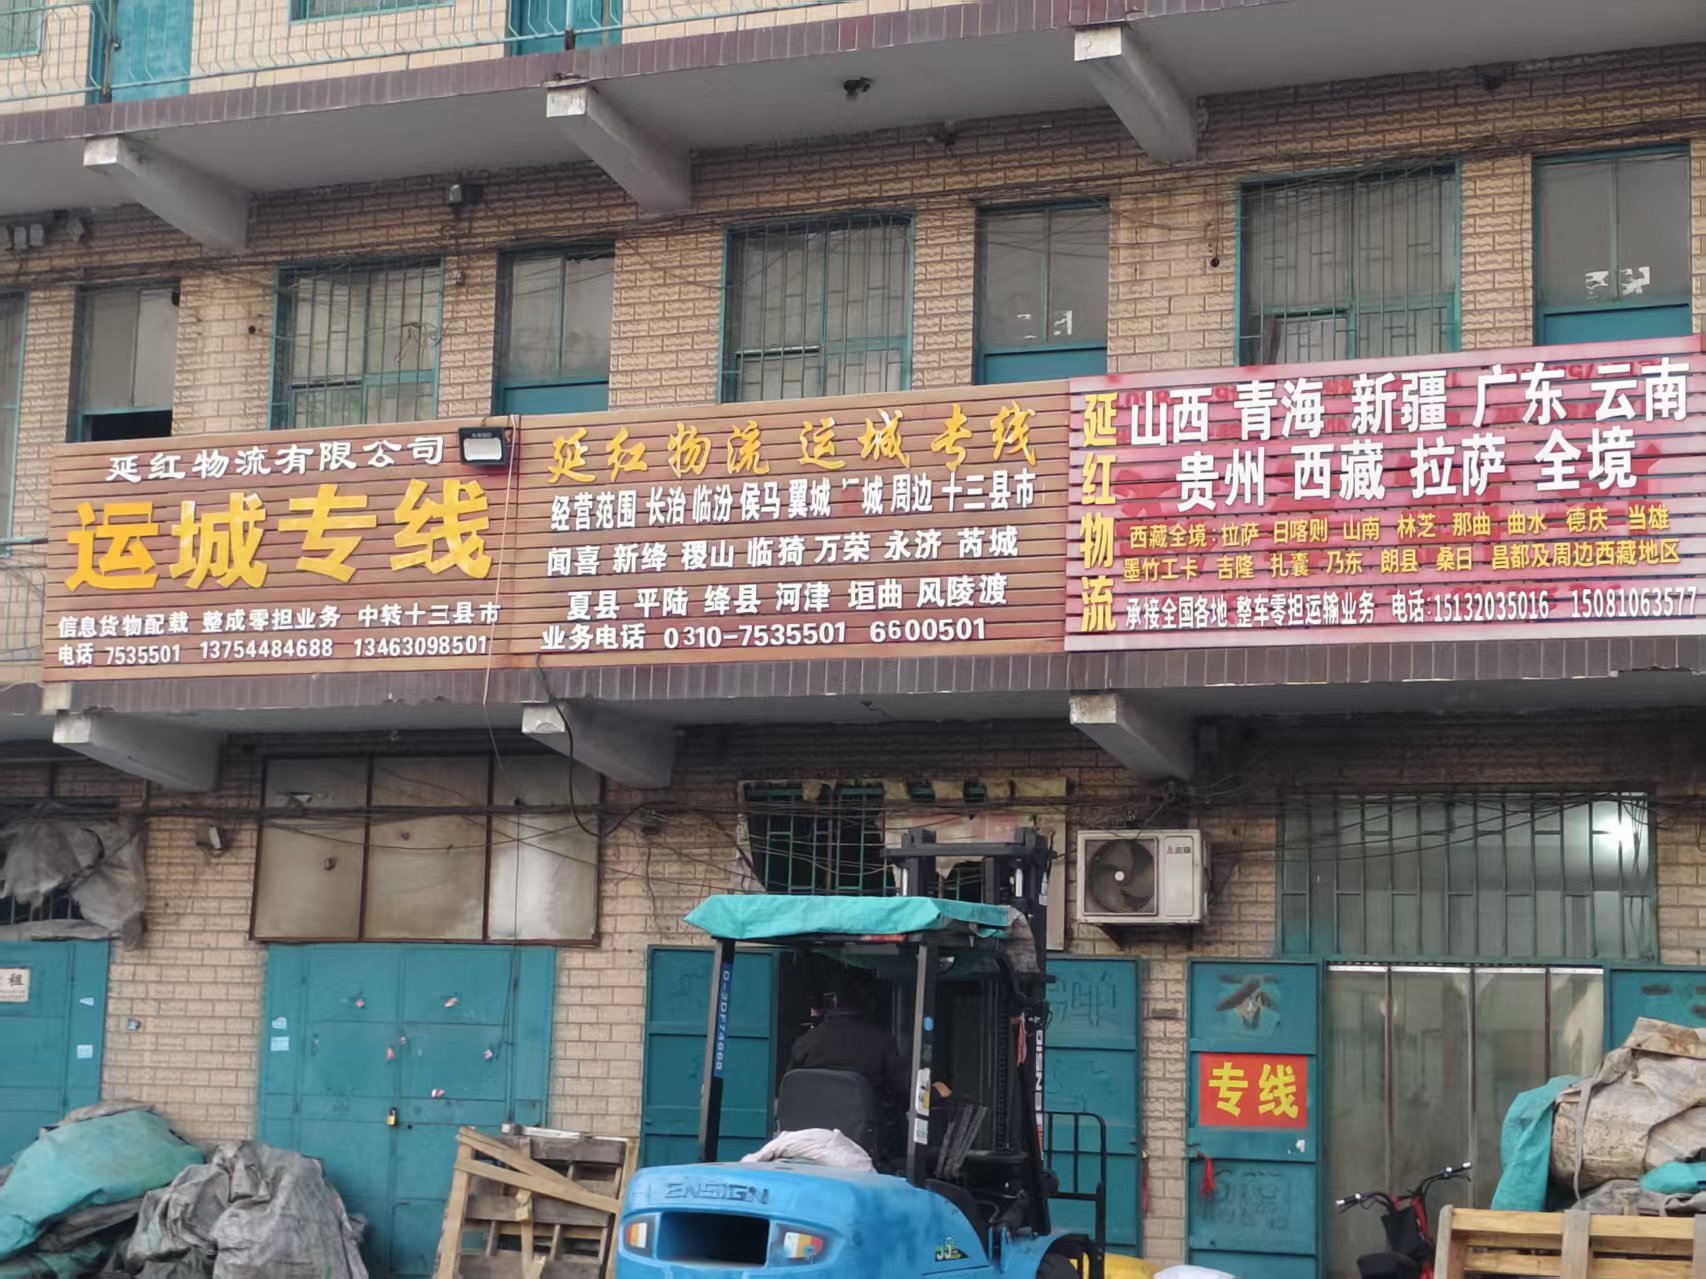 延红物流有限公司
运城专线
信息货物配载 整成零担业务 中转十三县市
电话 7535501 13754484688 13463098501
延红物流 运城专线
经营范围 长治 临汾 侯马 翼城 城 周边 十三县市
闻喜 新绛 稷山 临猗 万荣 永济 芮城
夏县 平陆 绛县 河津 垣曲 风陵渡
业务电话 0310-7535501 6600501
延红物流
山西 青海 新疆 广东 云南
贵州 西藏 拉萨 全境
西藏全境:拉萨 日喀则 山南 林芝 那曲 曲水 德庆 当雄
墨竹工卡 吉隆 扎囊 乃东 朗县 桑日 昌都及周边西藏地区
承接全国各地 整车零担运输业务 电话:15132035016 15081063577
租
不
专线
ENSIGN